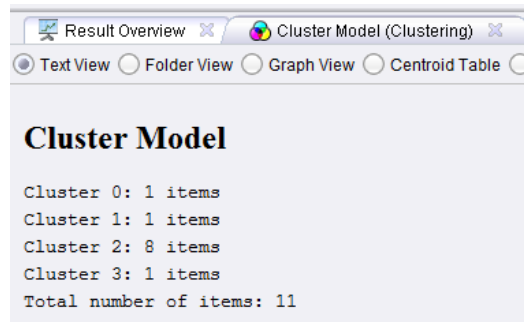 Result Overview Cluster Model (Clustering)
Text View Folder View Graph View Centroid Table
Cluster Model
Cluster 0: 1 items
Cluster 1: 1 items
Cluster 2: 8 items
Cluster 3: 1 items
Total number of items: 11